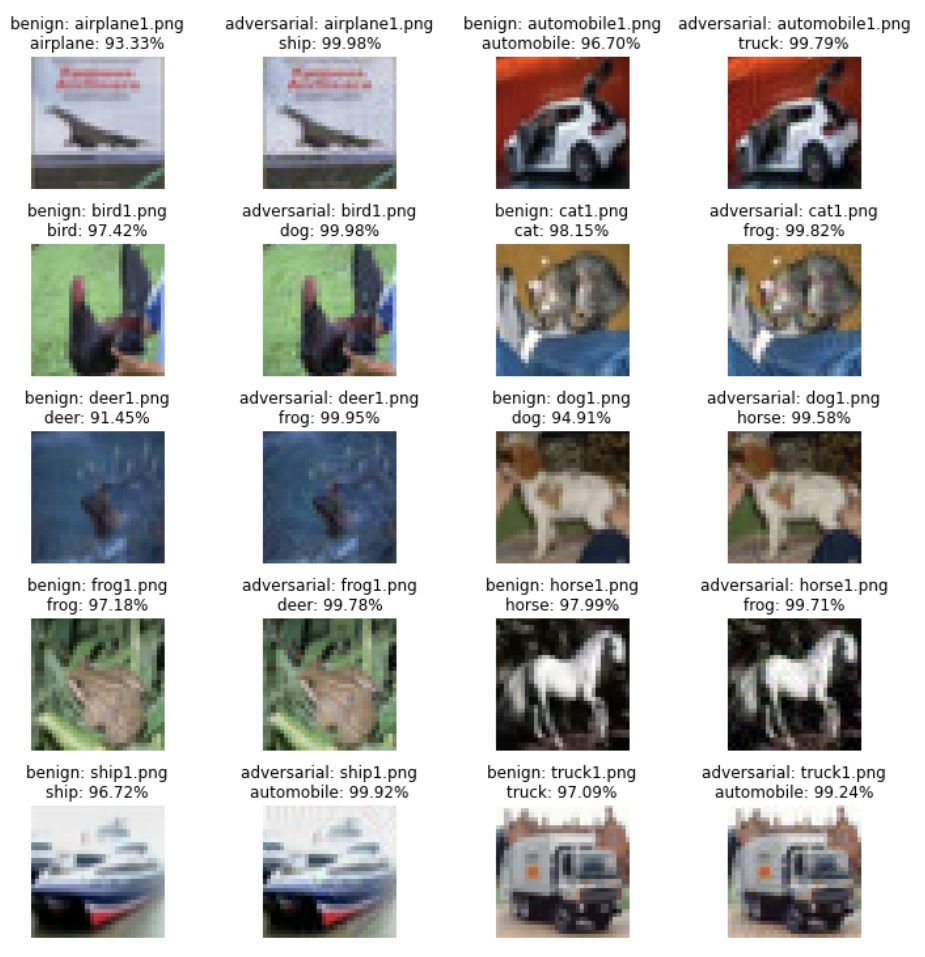 benign: airplane1.png
airplane: 93.33%
adversarial: airplane1.png
ship: 99.98%
benign: automobile1.png
automobile: 96.70%
adversarial: automobile1.png
truck: 99.79%
benign: bird1.png
bird: 97.42%
adversarial: bird1.png
dog: 99.98%
benign: cat1.png
cat: 98.15%
adversarial: cat1.png
frog: 99.82%
benign: deer1.png
deer: 91.45%
adversarial: deer1.png
frog: 99.95%
benign: dog1.png
dog: 94.91%
adversarial: dog1.png
horse: 99.58%
benign: frog1.png
frog: 97.18%
adversarial: frog1.png
deer: 99.78%
benign: horse1.png
horse: 97.99%
adversarial: horse1.png
frog: 99.71%
benign: ship1.png
ship: 96.72%
adversarial: ship1.png
automobile: 99.92%
benign: truck1.png
truck: 97.09%
adversarial: truck1.png
automobile: 99.24%